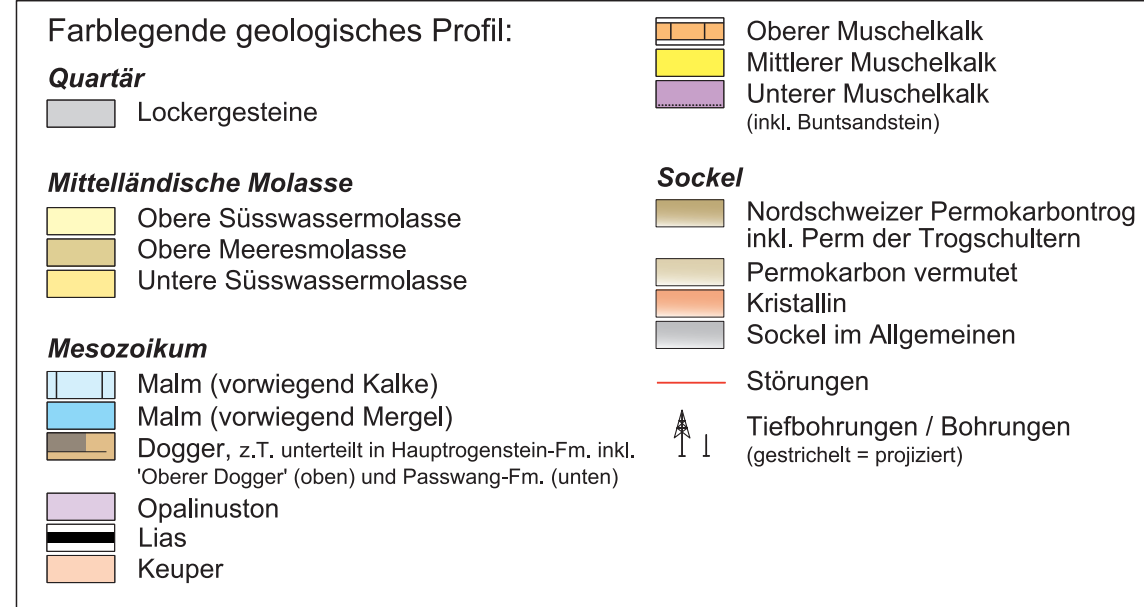 Farblegende geologisches Profil:
Quartär
Lockergesteine
Mittelländische Molasse
Obere Süsswassermolasse
Obere Meeresmolasse
Untere Süsswassermolasse
Mesozoikum
Malm (vorwiegend Kalke)
Malm (vorwiegend Mergel)
Dogger, z.T. unterteilt in Hauptrogenstein-Fm. inkl.
'Oberer Dogger' (oben) und Passwang-Fm. (unten)
Opalinuston
Lias
Keuper
Oberer Muschelkalk
Mittlerer Muschelkalk
Unterer Muschelkalk
(inkl. Buntsandstein)
Sockel
Nordschweizer Permokarbontrog
inkl. Perm der Trogschultern
Permokarbon vermutet
Kristallin
Sockel im Allgemeinen
Störungen
Tiefbohrungen / Bohrungen
(gestrichelt = projiziert)